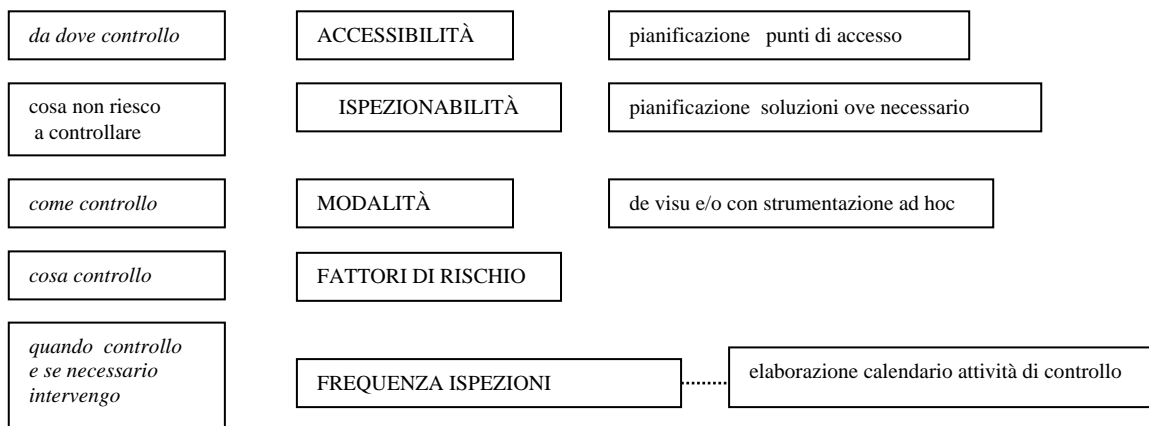 da dove controllo
ACCESSIBILITÀ
pianificazione punti di accesso
cosa non riesco
a controllare
ISPEZIONABILITÀ
pianificazione soluzioni ove necessario
come controllo
MODALITÀ
de visu e/o con strumentazione ad hoc
cosa controllo
FATTORI DI RISCHIO
quando controllo
e se necessario
intervengo
FREQUENZA ISPEZIONI
elaborazione calendario attività di controllo